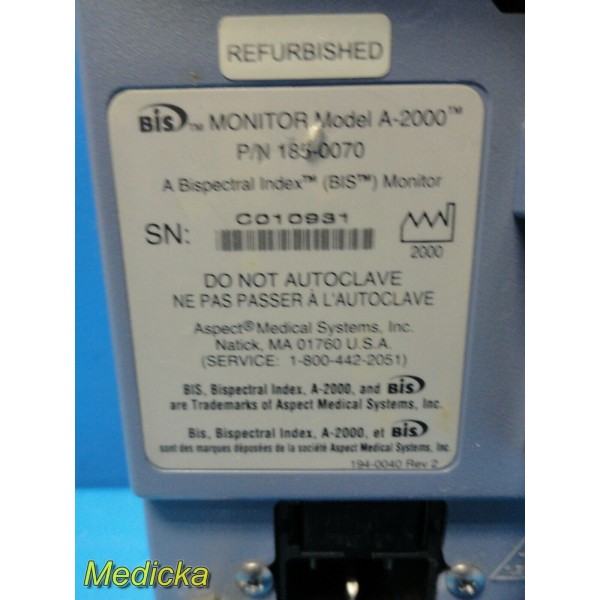 REFURBISHED
BIS™ MONITOR Model A-2000™
P/N 185-0070
A Bispectral Index™ (BIS™) Monitor
SN: C010931
2000
DO NOT AUTOCLAVE
NE PAS PASSER À L'AUTOCLAVE
Aspect® Medical Systems, Inc.
Natick, MA 01760 U.S.A.
(SERVICE: 1-800-442-2051)
BIS, Bispectral Index, A-2000, and BIS
are Trademarks of Aspect Medical Systems, Inc.
Bis, Bispectral Index, A-2000, et BIS
sont des marques déposées de la société Aspect Medical Systems, Inc.
194-0040 Rev 2
Medicka